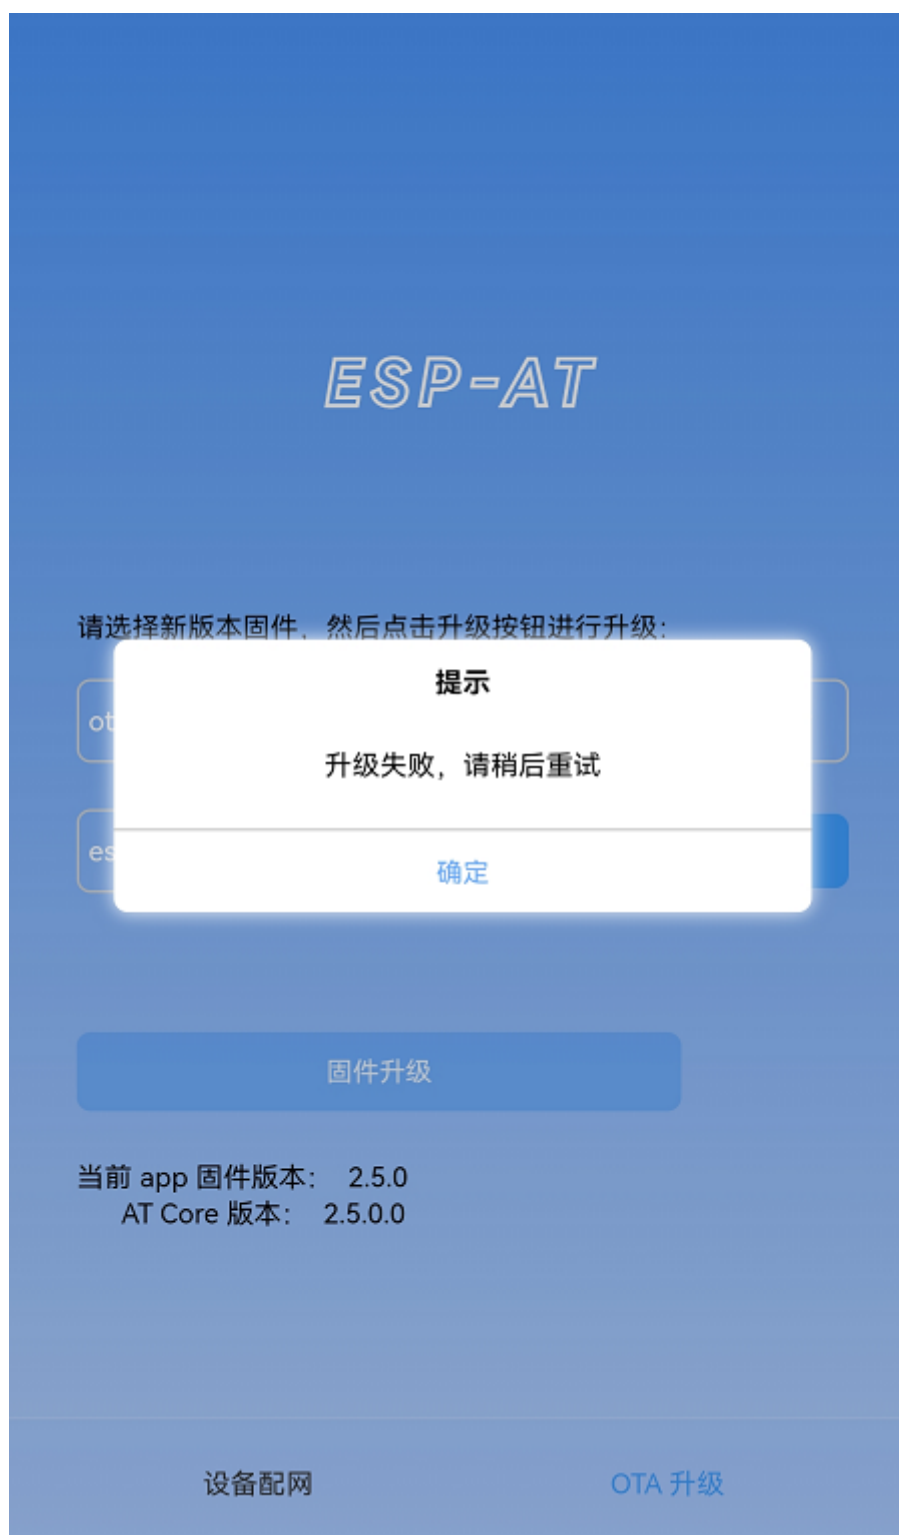 ESP-AT
请选择新版本固件，然后点击升级按钮进行升级：
提示
ot
升级失败，请稍后重试
es
确定
固件升级
当前 app 固件版本： 2.5.0
AT Core 版本： 2.5.0.0
设备配网
OTA 升级